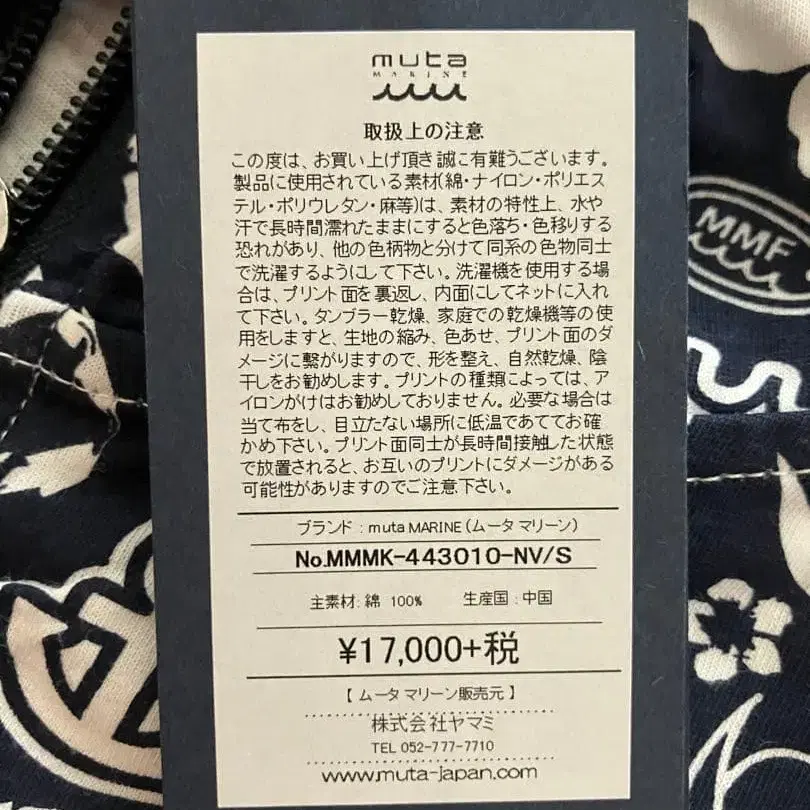 muta
MARINE
取扱上の注意
この度は、お買い上げ頂き誠に有難うございます。
製品に使用されている素材(綿・ナイロン・ポリエス
テル・ポリウレタン・麻等)は、素材の特性上、水や
汗で長時間濡れたままにすると色落ち・色移りする
恐れがあり、他の色柄物と分けて同系の色物同士
で洗濯するようにして下さい。洗濯機を使用する場
合は、プリント面を裏返し、内面にしてネットに入れ
て下さい。タンブラー乾燥、家庭での乾燥機等の使
用をしますと、生地の縮み、色あせ、プリント面のダ
メージに繋がりますので、形を整え、自然乾燥、陰
干しをお勧めします。プリントの種類によっては、ア
イロンがけはお勧めしておりません。必要な場合は
当て布をし、目立たない場所に低温であててお確
かめ下さい。プリント面同士が長時間接触した状態
で放置されると、お互いのプリントにダメージがある
可能性がありますのでご注意下さい。
ブランド : muta MARINE (ムータ マリーン)
No.MMMK-443010-NV/S
主素材: 綿 100% 生産国 : 中国
¥17,000+税
【 ムータ マリーン販売元 】
株式会社ヤマミ
TEL 052-777-7710
www.muta-japan.com
MMF